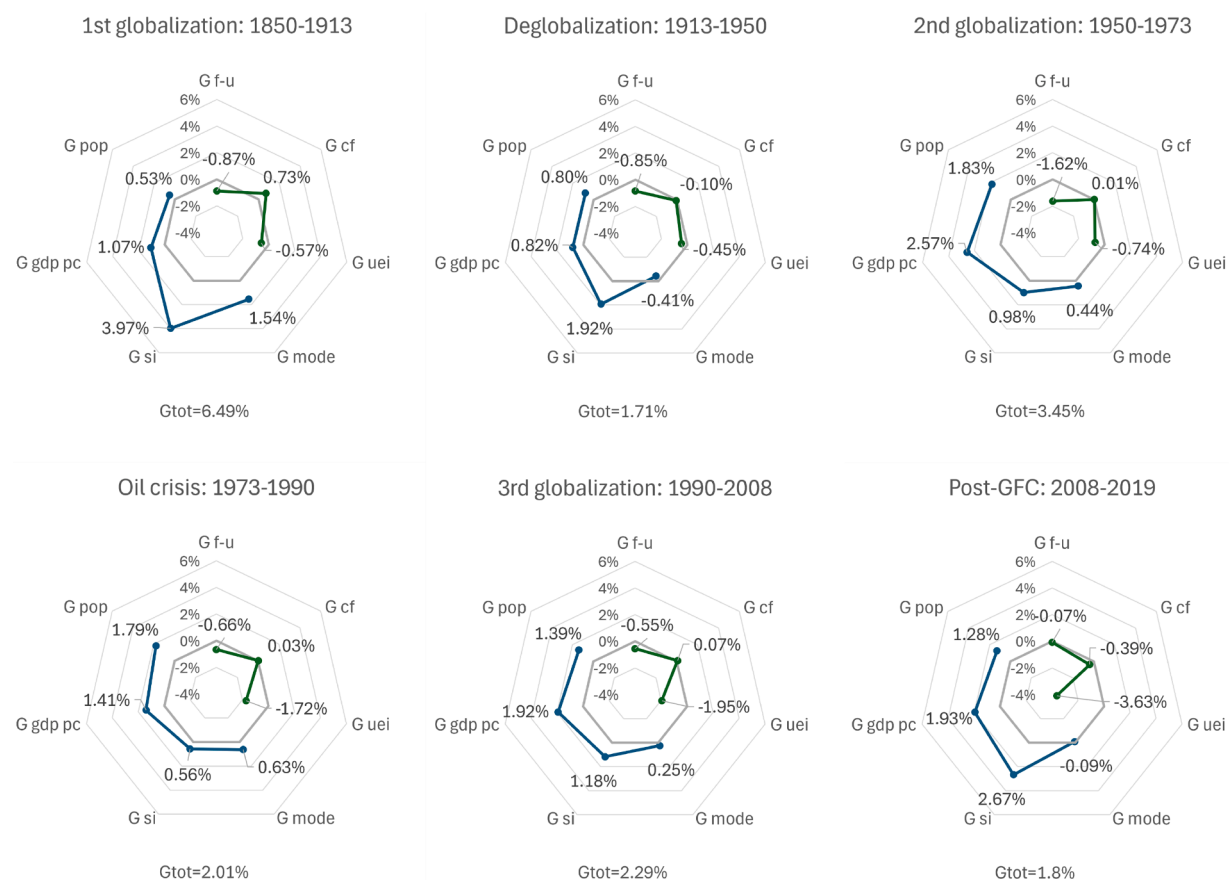 1st globalization: 1850-1913
G f-u
6%
4%
2%
0%
-2%
-4%
G pop
G cf
-0.87%
0.53%
0.73%
1.07%
-0.57%
G gdp pc
G uei
3.97%
1.54%
G si
G mode
Gtot=6.49%
Deglobalization: 1913-1950
G f-u
6%
4%
2%
0%
-2%
-4%
G pop
G cf
-0.85%
0.80%
-0.10%
0.82%
-0.45%
G gdp pc
G uei
-0.41%
1.92%
G si
G mode
Gtot=1.71%
2nd globalization: 1950-1973
G f-u
6%
4%
2%
0%
-2%
-4%
G pop
G cf
1.83%
-1.62%
0.01%
2.57%
-0.74%
G gdp pc
G uei
0.98%
0.44%
G si
G mode
Gtot=3.45%
Oil crisis: 1973-1990
G f-u
6%
4%
2%
0%
-2%
-4%
G pop
G cf
-0.66%
1.79%
0.03%
1.41%
-1.72%
G gdp pc
G uei
0.56%
0.63%
G si
G mode
Gtot=2.01%
3rd globalization: 1990-2008
G f-u
6%
4%
2%
0%
-2%
-4%
G pop
G cf
-0.55%
1.39%
0.07%
1.92%
-1.95%
G gdp pc
G uei
1.18%
0.25%
G si
G mode
Gtot=2.29%
Post-GFC: 2008-2019
G f-u
6%
4%
2%
0%
-2%
-4%
G pop
G cf
-0.07%
1.28%
-0.39%
-3.63%
1.93%
G gdp pc
G uei
-0.09%
2.67%
G si
G mode
Gtot=1.8%